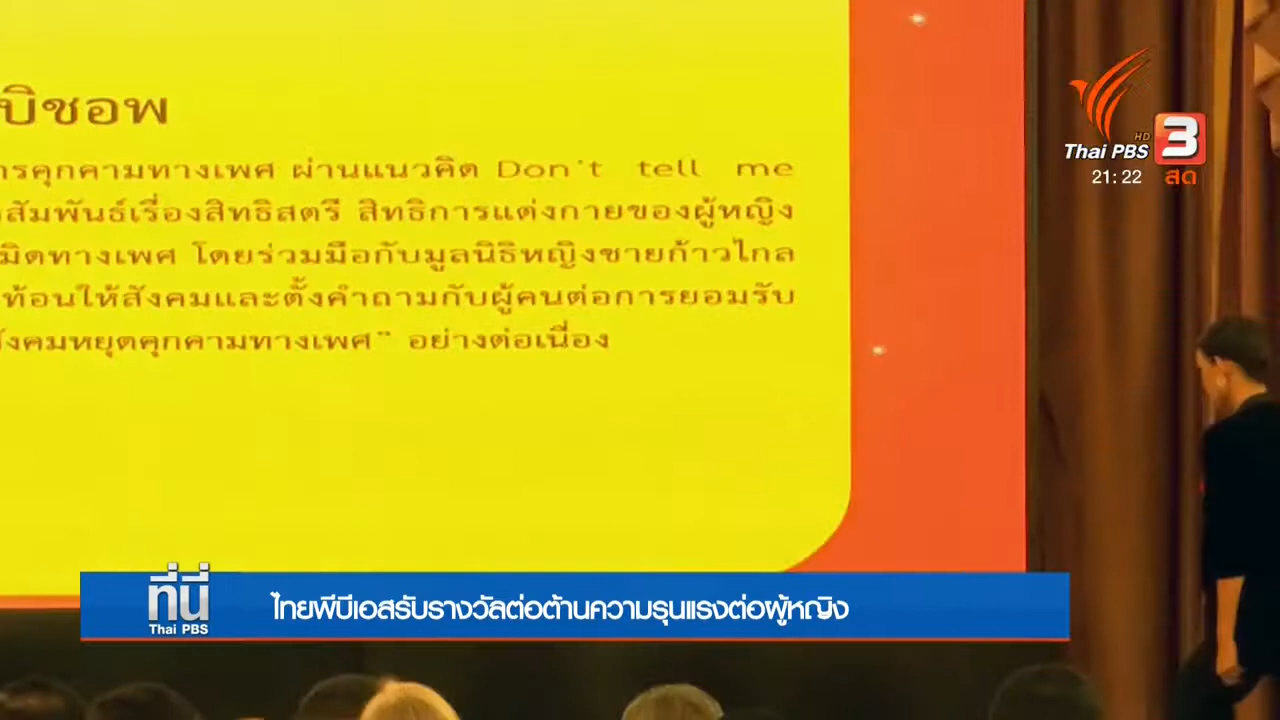 บิชอพ
ารคุกคามทางเพศ ผ่านแนวคิด Don't tell me
สัมพันธ์เรื่องสิทธิสตรี สิทธิการแต่งกายของผู้หญิง
มิดทางเพศ โดยร่วมมือกับมูลนิธิหญิงชายก้าวไกล
ท้อนให้สังคมและตั้งคำถามกับผู้คนต่อการยอมรับ
ังคมหยุดคุกคามทางเพศ" อย่างต่อเนื่อง
HD
Thai PBS 3
21:22 สด
ที่นี่
Thai PBS
ไทยพีบีเอสรับรางวัลต่อต้านความรุนแรงต่อผู้หญิง